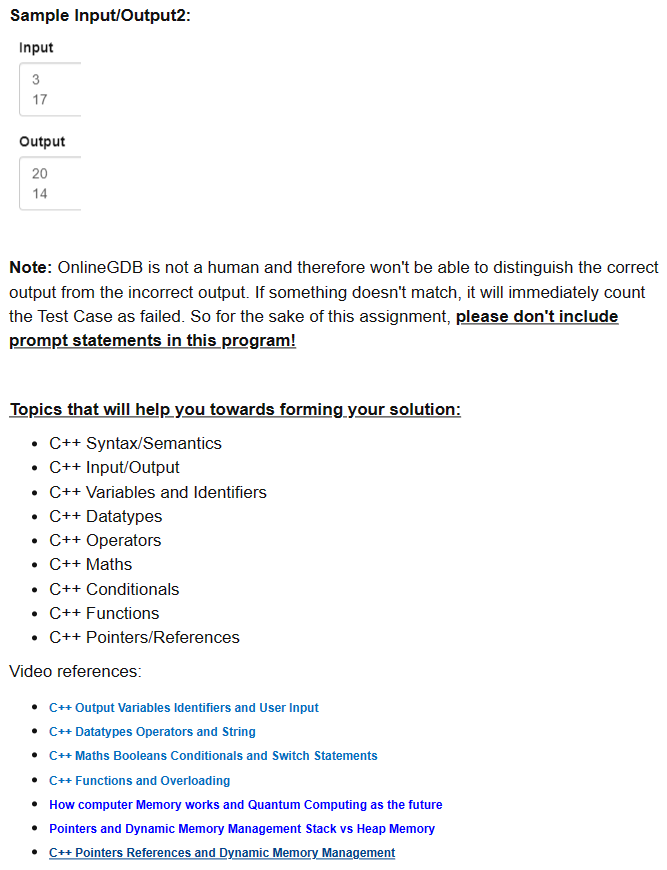 Sample Input/Output2:
Input
3
17
Output
20
14
Note: OnlineGDB is not a human and therefore won't be able to distinguish the correct
output from the incorrect output. If something doesn't match, it will immediately count
the Test Case as failed. So for the sake of this assignment, please don't include
prompt statements in this program!
Topics that will help you towards forming your solution:
• C++ Syntax/Semantics
• C++ Input/Output
• C++ Variables and Identifiers
• C++ Datatypes
• C++ Operators
• C++ Maths
• C++ Conditionals
• C++ Functions
• C++ Pointers/References
Video references:
• C++ Output Variables Identifiers and User Input
• C++ Datatypes Operators and String
• C++ Maths Booleans Conditionals and Switch Statements
• C++ Functions and Overloading
• How computer Memory works and Quantum Computing as the future
• Pointers and Dynamic Memory Management Stack vs Heap Memory
• C++ Pointers References and Dynamic Memory Management